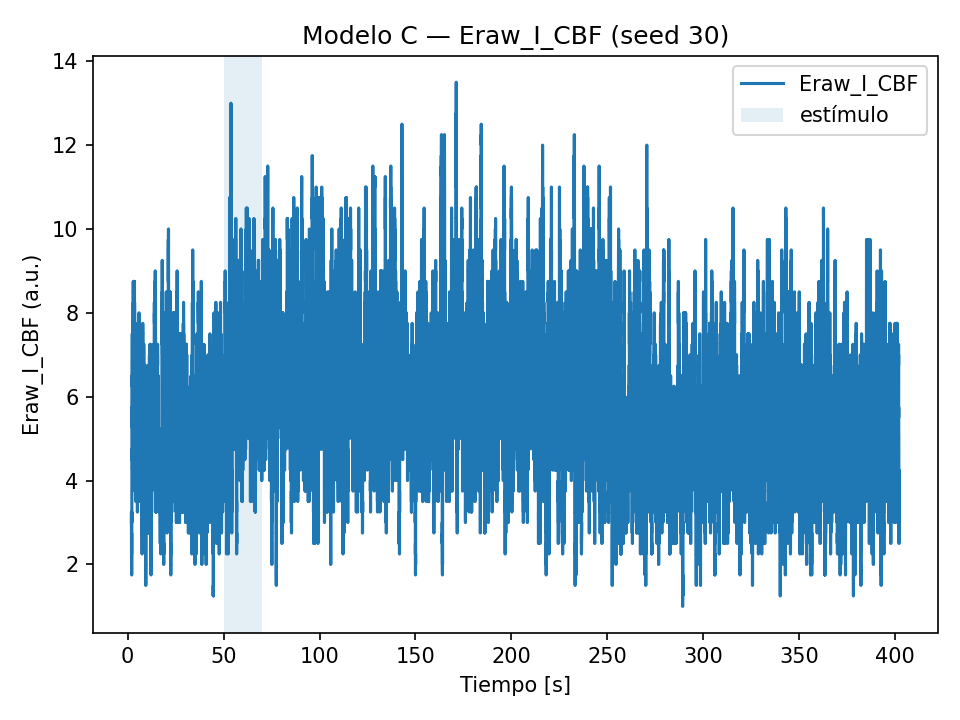 Modelo C — Eraw_I_CBF (seed 30)
Eraw_I_CBF
estímulo
14
12
10
8
6
4
2
Eraw_I_CBF (a.u.)
0 50 100 150 200 250 300 350 400
Tiempo [s]